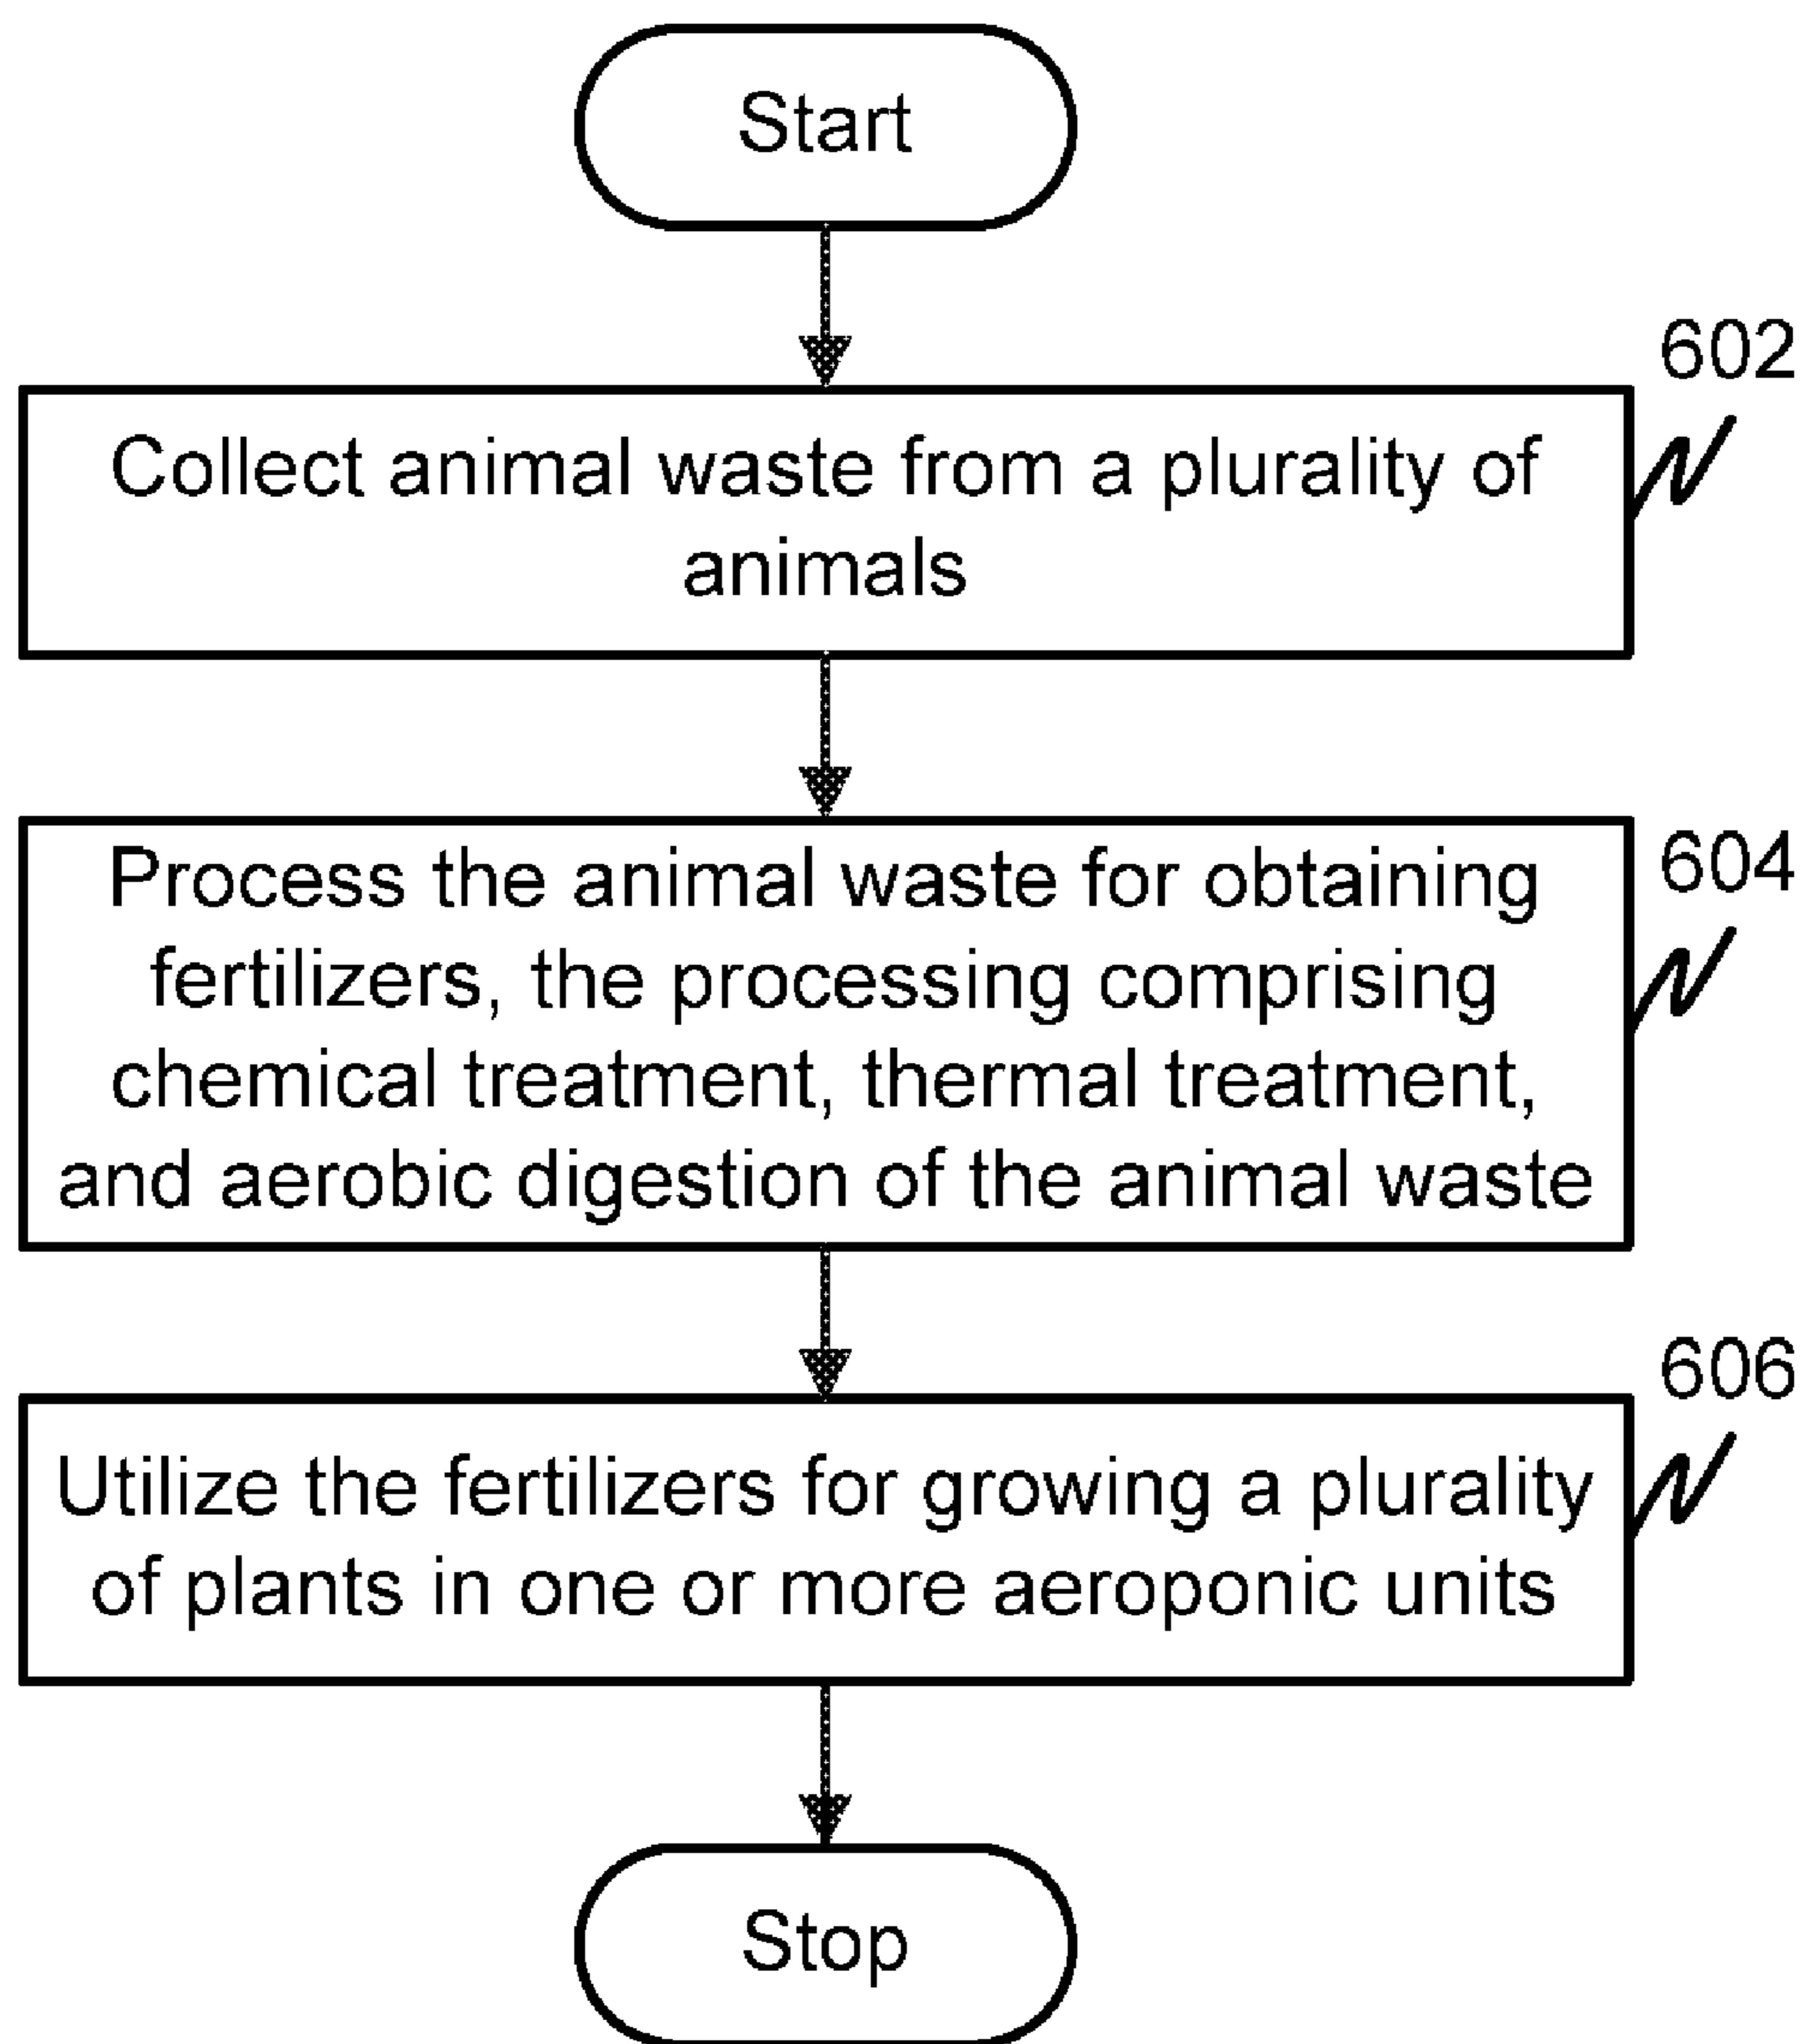 Start
602
Collect animal waste from a plurality of
animals
604
Process the animal waste for obtaining
fertilizers, the processing comprising
chemical treatment, thermal treatment,
and aerobic digestion of the animal waste
606
Utilize the fertilizers for growing a plurality
of plants in one or more aeroponic units
Stop